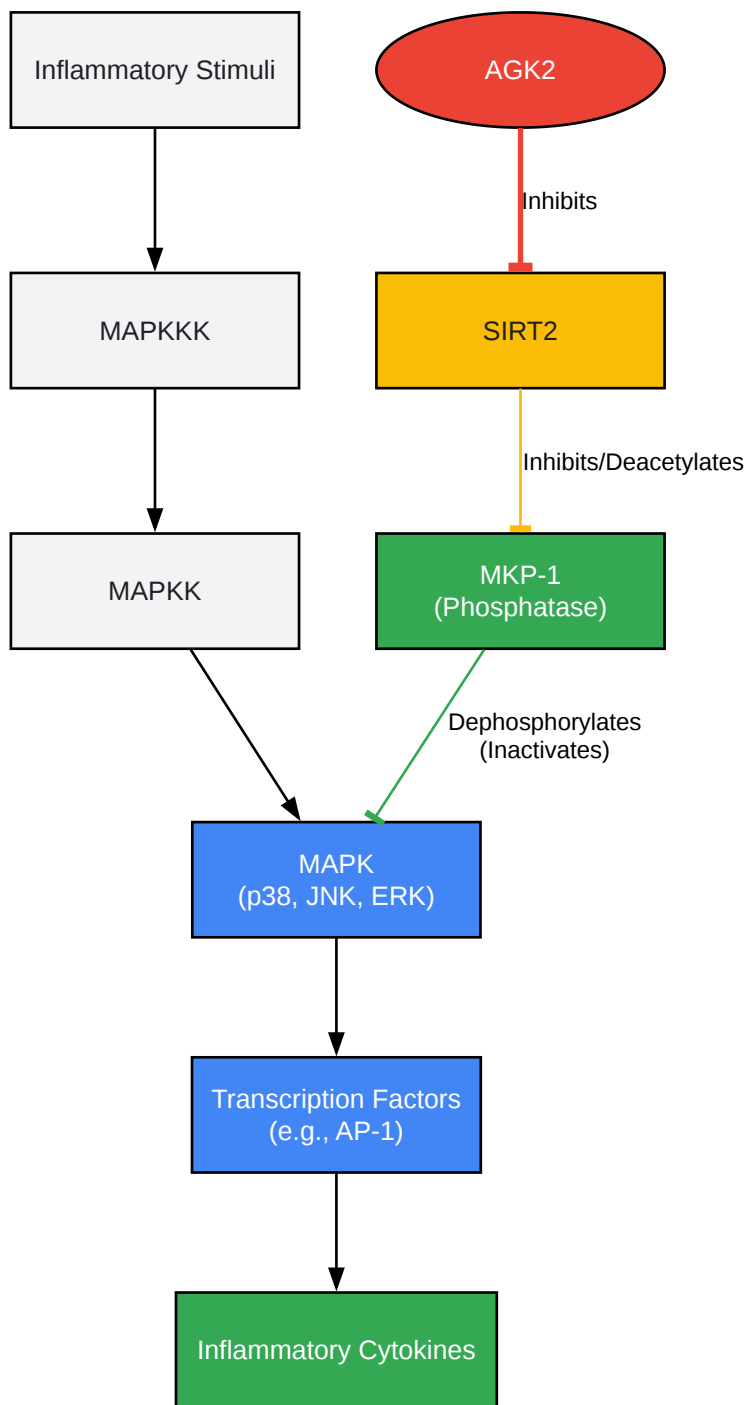 Inflammatory Stimuli
AGK2
Inhibits
MAPKKK
SIRT2
Inhibits/Deacetylates
MAPKK
MKP-1
(Phosphatase)
Dephosphorylates
(Inactivates)
MAPK
(p38, JNK, ERK)
Transcription Factors
(e.g., AP-1)
Inflammatory Cytokines